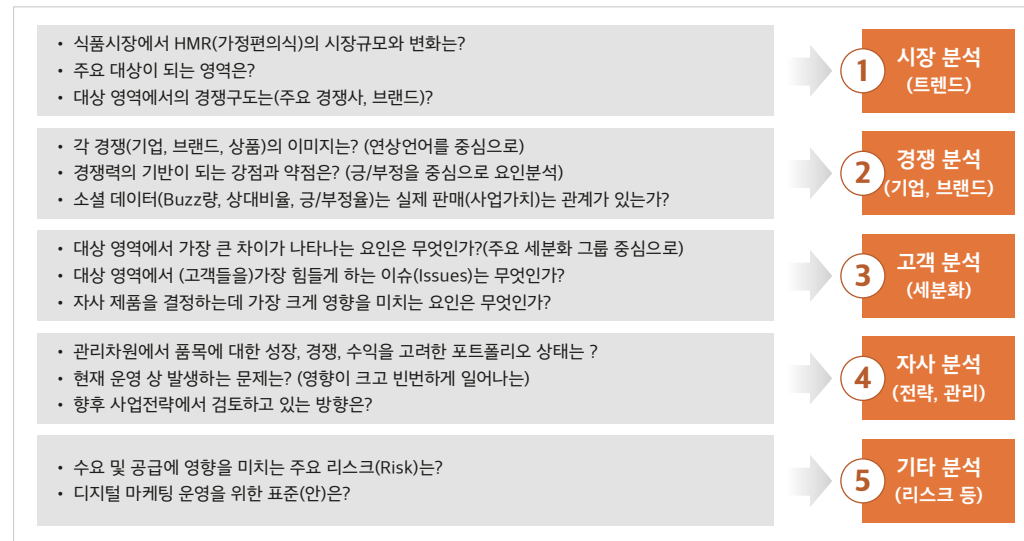 • 식품시장에서 HMR(가정편의식)의 시장규모와 변화는?
• 주요 대상이 되는 영역은?
• 대상 영역에서의 경쟁구도는(주요 경쟁사, 브랜드)?
1
시장 분석
(트렌드)
• 각 경쟁(기업, 브랜드, 상품)의 이미지는? (연상언어를 중심으로)
• 경쟁력의 기반이 되는 강점과 약점은? (긍/부정을 중심으로 요인분석)
• 소셜 데이터(Buzz량, 상대비율, 긍/부정율)는 실제 판매(사업가치)는 관계가 있는가?
2
경쟁 분석
(기업, 브랜드)
• 대상 영역에서 가장 큰 차이가 나타나는 요인은 무엇인가?(주요 세분화 그룹 중심으로)
• 대상 영역에서 (고객들을)가장 힘들게 하는 이슈(Issues)는 무엇인가?
• 자사 제품을 결정하는데 가장 크게 영향을 미치는 요인은 무엇인가?
3
고객 분석
(세분화)
• 관리차원에서 품목에 대한 성장, 경쟁, 수익을 고려한 포트폴리오 상태는 ?
• 현재 운영 상 발생하는 문제는? (영향이 크고 빈번하게 일어나는)
• 향후 사업전략에서 검토하고 있는 방향은?
4
자사 분석
(전략, 관리)
• 수요 및 공급에 영향을 미치는 주요 리스크(Risk)는?
• 디지털 마케팅 운영을 위한 표준(안)은?
5
기타 분석
(리스크 등)